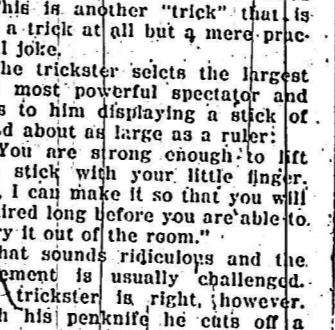 his is another "trick" that is
a trick at all but a mere prac-
l joke.
he trickster selcts the largest
most powerful spectator and
s to him displaying a stick of
d about as large as a ruler:
You are strong enough to lift
stick with your little finger.
, I can make it so that you will
ired long before you are able to
ry it out of the room."
hat sounds ridiculous and the
ement is usually challenged.
trickster is right, however.
h his penknife he cuts off a